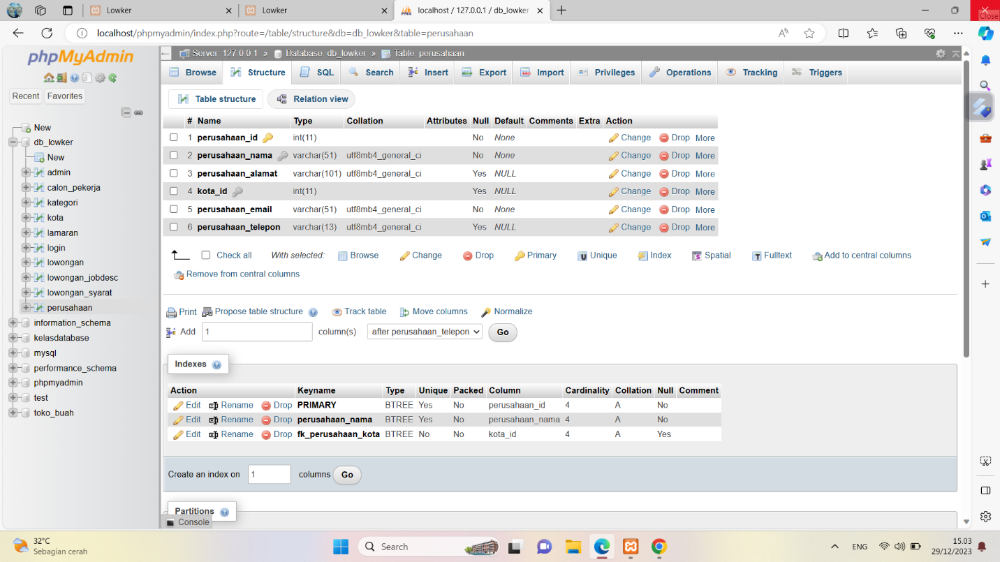 Lowker
Lowker
localhost / 127.0.0.1 / db_lowker
Close
localhost/phpmyadmin/index.php?route=/table/structure&db=db_lowker&table=perusahaan
phpMyAdmin
Recent Favorites
New
db_lowker
New
admin
calon_pekerja
kategori
kota
lamaran
login
lowongan
lowongan_jobdesc
lowongan_syarat
perusahaan
information_schema
kelasdatabase
mysql
performance_schema
phpmyadmin
test
toko_buah
Server: 127.0.0.1 » Database: db_lowker » Table: perusahaan
Browse Structure SQL Search Insert Export Import Privileges Operations Tracking Triggers
Table structure Relation view
# Name Type Collation Attributes Null Default Comments Extra Action
1 perusahaan_id int(11) No None Change Drop More
2 perusahaan_nama varchar(51) utf8mb4_general_ci No None Change Drop More
3 perusahaan_alamat varchar(101) utf8mb4_general_ci Yes NULL Change Drop More
4 kota_id int(11) Yes NULL Change Drop More
5 perusahaan_email varchar(51) utf8mb4_general_ci No None Change Drop More
6 perusahaan_telepon varchar(13) utf8mb4_general_ci Yes NULL Change Drop More
Check all With selected: Browse Change Drop Primary Unique Index Spatial Fulltext Add to central columns
Remove from central columns
Print Propose table structure Track table Move columns Normalize
Add 1 column(s) after perusahaan_telepon Go
Indexes
Action Keyname Type Unique Packed Column Cardinality Collation Null Comment
Edit Rename Drop PRIMARY BTREE Yes No perusahaan_id 4 A No
Edit Rename Drop perusahaan_nama BTREE Yes No perusahaan_nama 4 A No
Edit Rename Drop fk_perusahaan_kota BTREE No No kota_id 4 A Yes
Create an index on 1 columns Go
Partitions
Console
32°C
Sebagian cerah
Search
ENG
15.03
29/12/2023